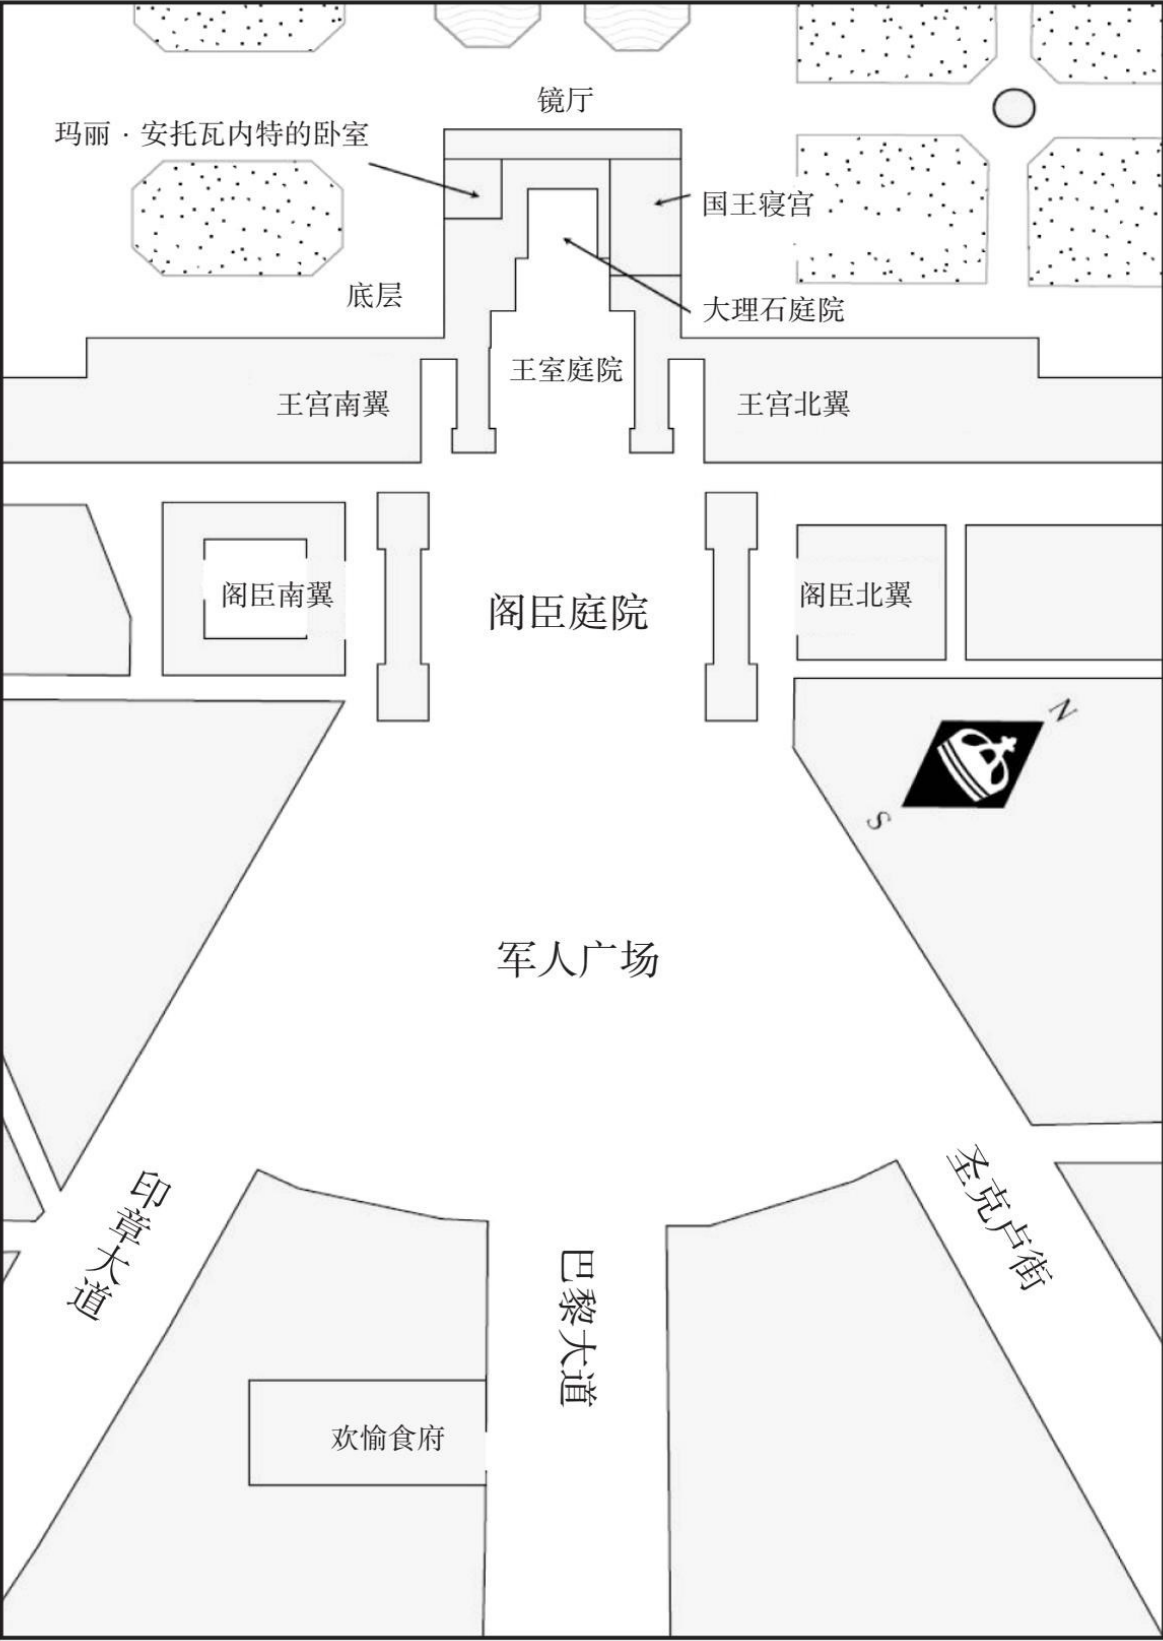 镜厅
玛丽·安托瓦内特的卧室
国王寝宫
底层
大理石庭院
王室庭院
王宫南翼
王宫北翼
阁臣南翼
阁臣庭院
阁臣北翼
N
S
军人广场
印章大道
巴黎大道
圣克卢街
欢愉食府